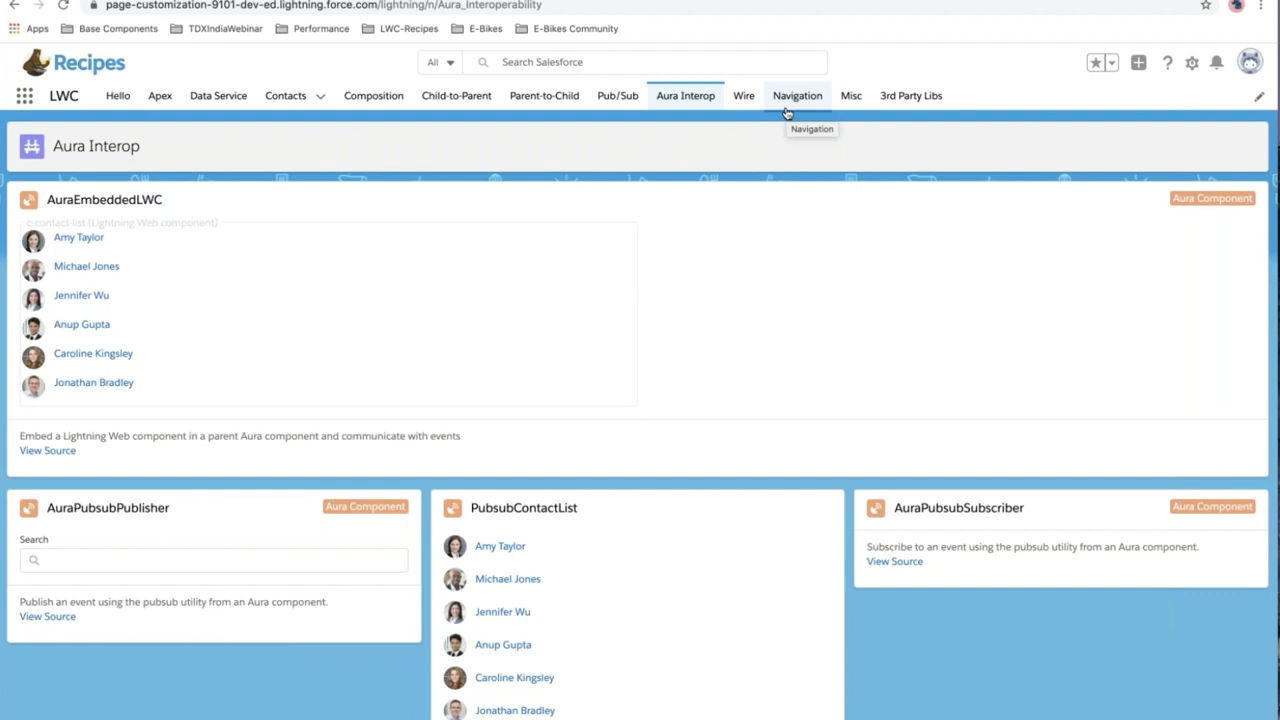 page-customization-9101-dev-ed.lightning.force.com/lightning/n/Aura_Interoperability
Apps Base Components TDXIndiaWebinar Performance LWC-Recipes E-Bikes E-Bikes Community
Recipes All Search Salesforce
LWC Hello Apex Data Service Contacts Composition Child-to-Parent Parent-to-Child Pub/Sub Aura Interop Wire Navigation Misc 3rd Party Libs
Navigation
Aura Interop
AuraEmbeddedLWC Aura Component
c-contact-list (Lightning Web component)
Amy Taylor
Michael Jones
Jennifer Wu
Anup Gupta
Caroline Kingsley
Jonathan Bradley
Embed a Lightning Web component in a parent Aura component and communicate with events
View Source
AuraPubsubPublisher Aura Component
Search
Publish an event using the pubsub utility from an Aura component.
View Source
PubsubContactList
Amy Taylor
Michael Jones
Jennifer Wu
Anup Gupta
Caroline Kingsley
Jonathan Bradley
AuraPubsubSubscriber Aura Component
Subscribe to an event using the pubsub utility from an Aura component.
View Source